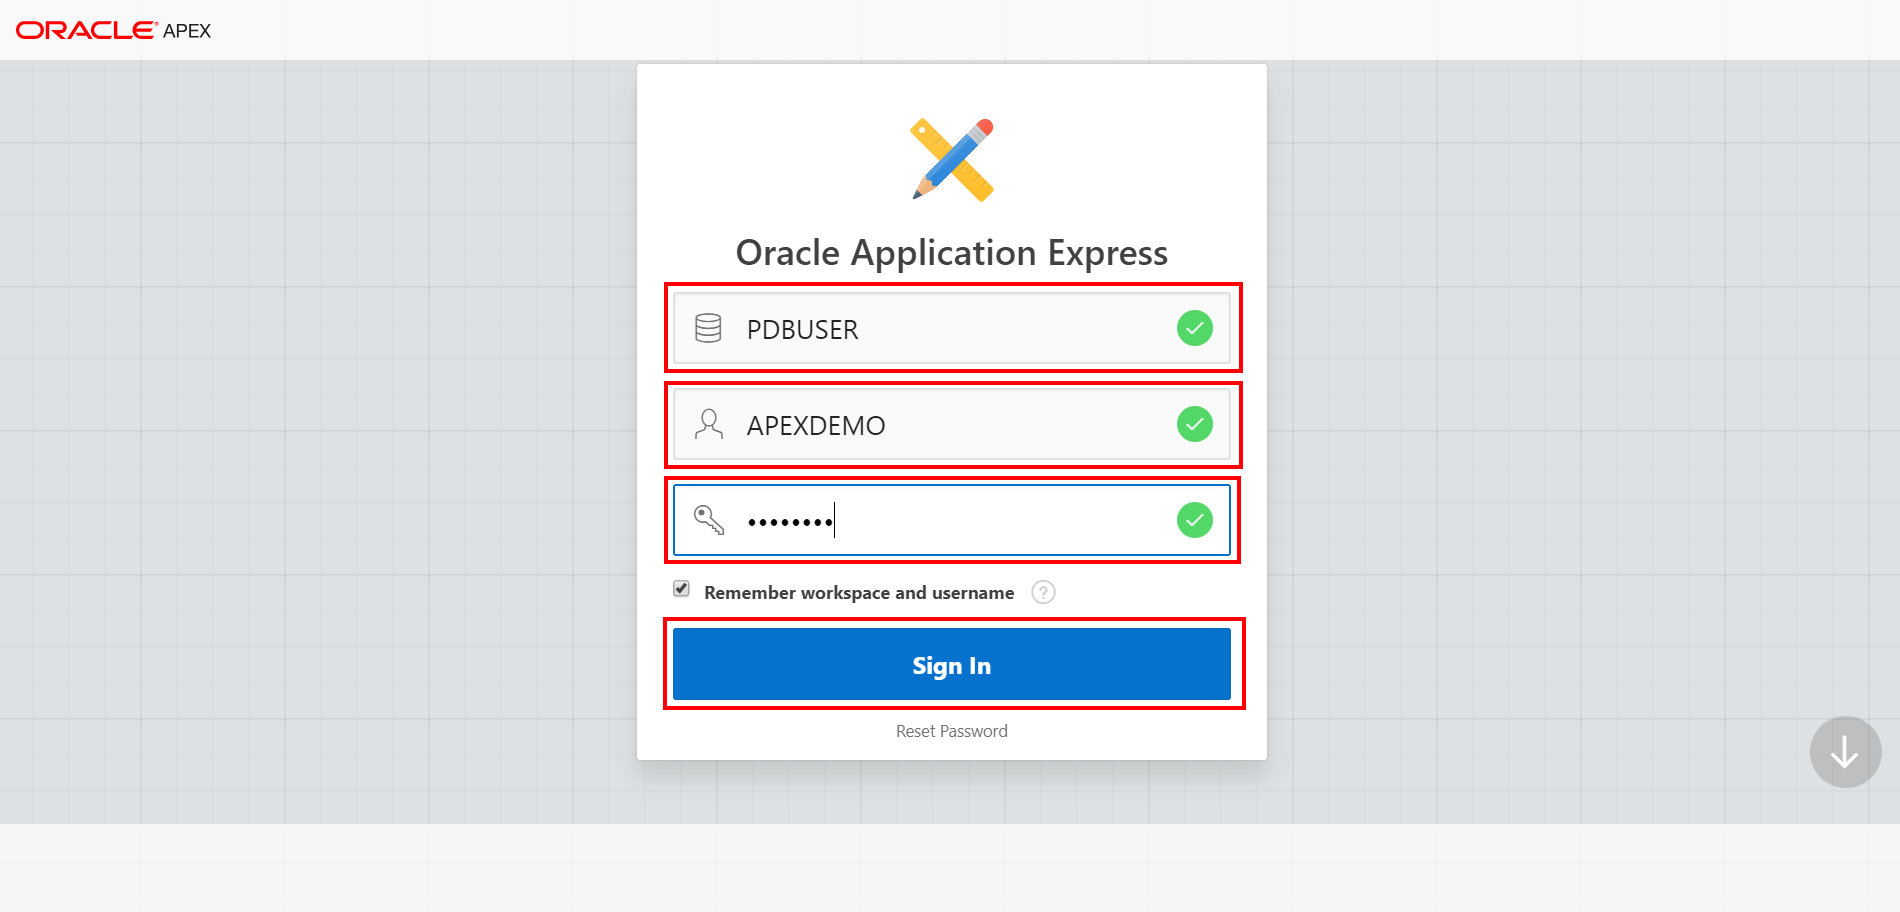 ORACLE® APEX
Oracle Application Express
PDBUSER
APEXDEMO
••••••••
Remember workspace and username ?
Sign In
Reset Password